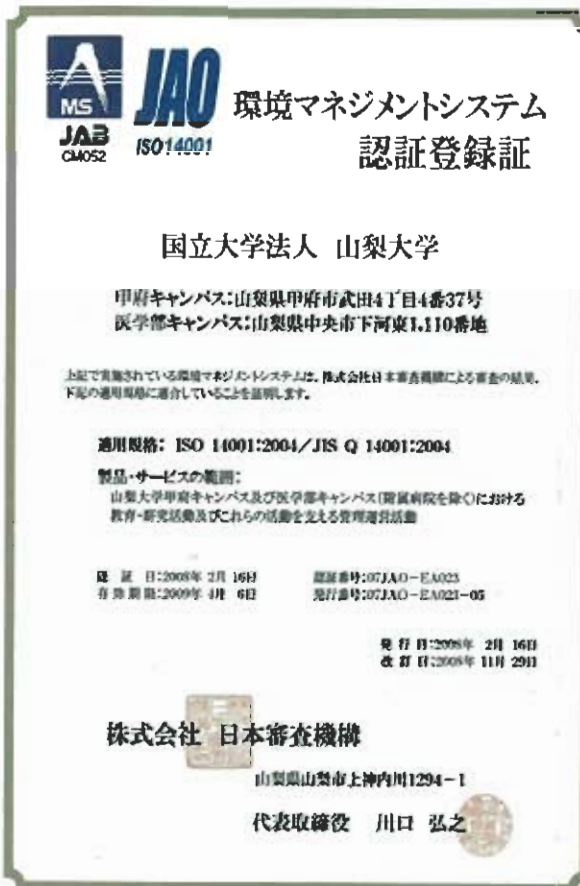 MS
JAB
CM052
JAO
ISO14001
環境マネジメントシステム
認証登録証
国立大学法人 山梨大学
甲府キャンパス:山梨県甲府市武田4丁目4番37号
医学部キャンパス:山梨県中央市下河東1,110番地
上記で実施されている環境マネジメントシステムは、株式会社日本審査機構による審査の結果、
下記の適用規格に適合していることを証明します。
適用規格: ISO 14001:2004/JIS Q 14001:2004
製品・サービスの範囲:
山梨大学甲府キャンパス及び医学部キャンパス(附属病院を除く)における
教育・研究活動及びこれらの活動を支える管理運営活動
認 証 日:2008年 2月 16日
有 効 期 限:2009年 4月 6日
認証番号:07JAO-EA023
発行番号:07JAO-EA023-05
発 行 日:2008年 2月 16日
改 訂 日:2008年 11月 29日
株式会社 日本審査機構
山梨県山梨市上神内川1294-1
代表取締役 川口 弘之